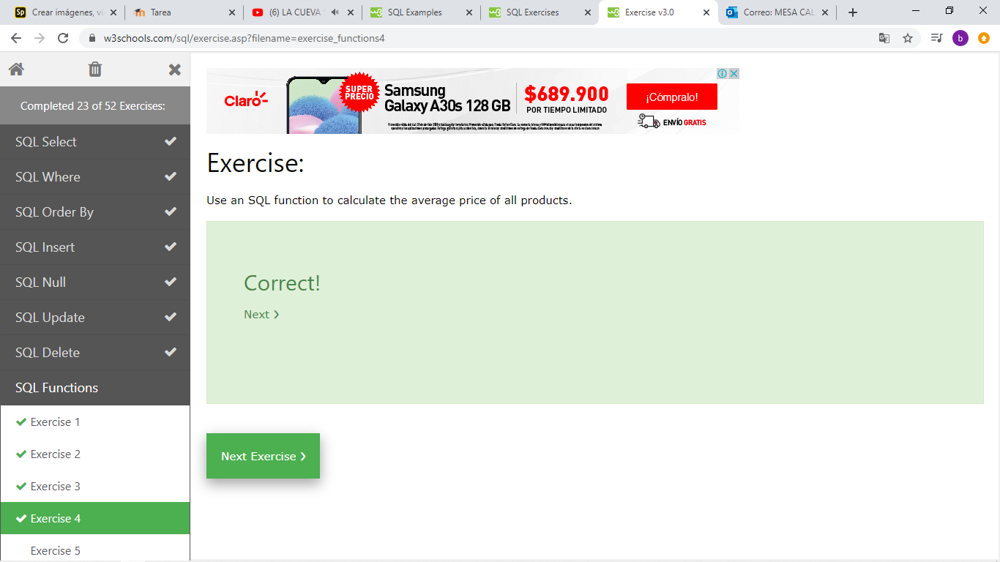 Crear imágenes, ví
Tarea
(6) LA CUEVA
SQL Examples
SQL Exercises
Exercise v3.0
Correo: MESA CAL
w3schools.com/sql/exercise.asp?filename=exercise_functions4
b
Completed 23 of 52 Exercises:
SQL Select
SQL Where
SQL Order By
SQL Insert
SQL Null
SQL Update
SQL Delete
SQL Functions
Exercise 1
Exercise 2
Exercise 3
Exercise 4
Exercise 5
Claro
SUPER
PRECIO
Samsung
Galaxy A30s 128 GB
$689.900
POR TIEMPO LIMITADO
¡Cómpralo!
ENVÍO GRATIS
Exercise:
Use an SQL function to calculate the average price of all products.
Correct!
Next ❯
Next Exercise ❯